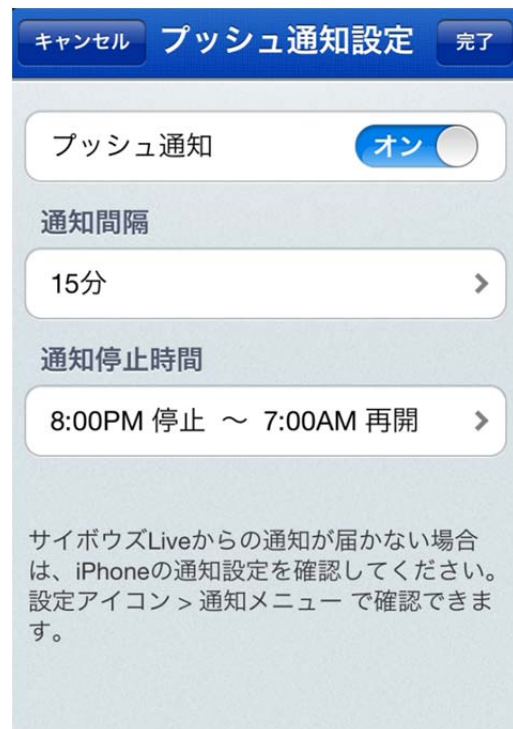 キャンセル プッシュ通知設定 完了
プッシュ通知 オン
通知間隔
15分
通知停止時間
8:00PM 停止 〜 7:00AM 再開
サイボウズLiveからの通知が届かない場合
は、iPhoneの通知設定を確認してください。
設定アイコン > 通知メニュー で確認できま
す。